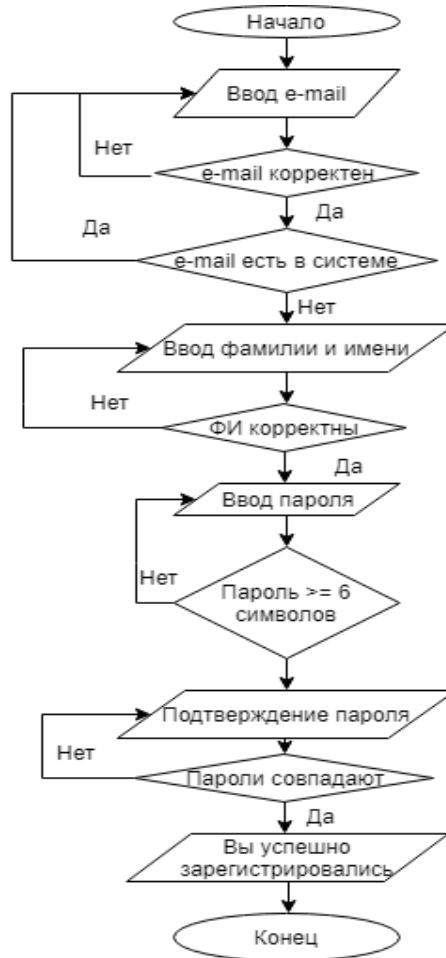 Начало
Ввод e-mail
Нет
e-mail корректен
Да
Да
e-mail есть в системе
Нет
Ввод фамилии и имени
Нет
ФИ корректны
Да
Ввод пароля
Нет
Пароль >= 6
символов
Подтверждение пароля
Нет
Пароли совпадают
Да
Вы успешно
зарегистрировались
Конец